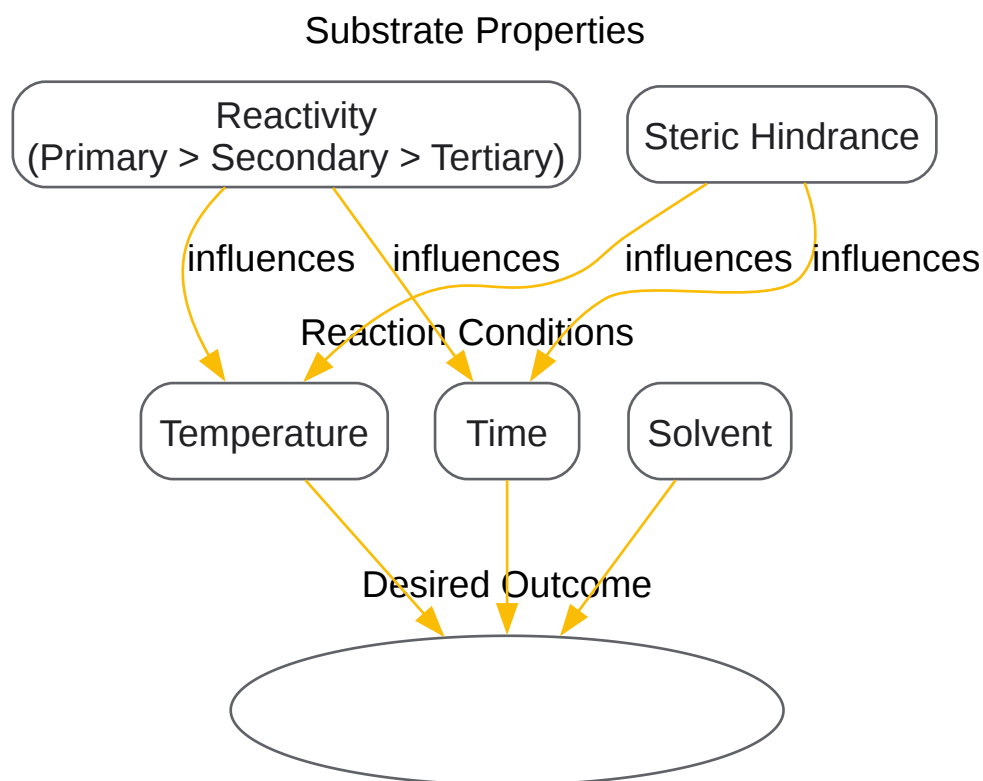 Substrate Properties
Reactivity
(Primary > Secondary > Tertiary)
Steric Hindrance
influences
influences
influences
influences
Reaction Conditions
Temperature
Time
Solvent
Desired Outcome